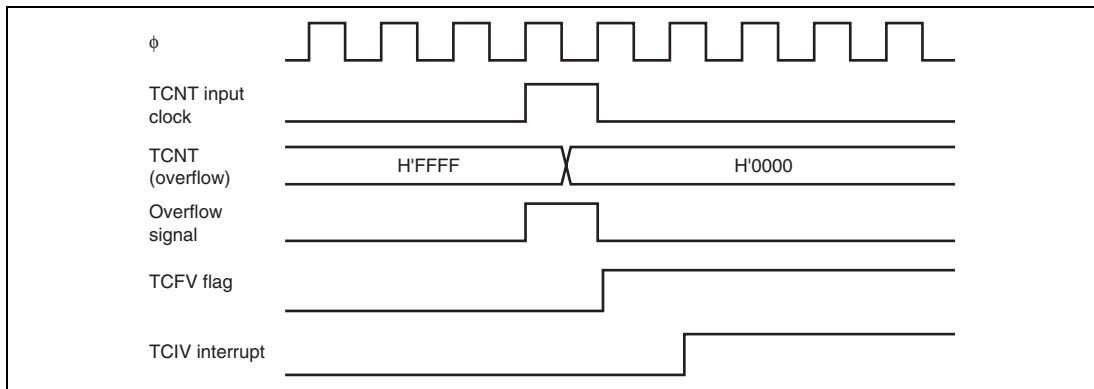 ϕ
TCNT input
clock
TCNT
(overflow)
H'FFFF
H'0000
Overflow
signal
TCFV flag
TCIV interrupt